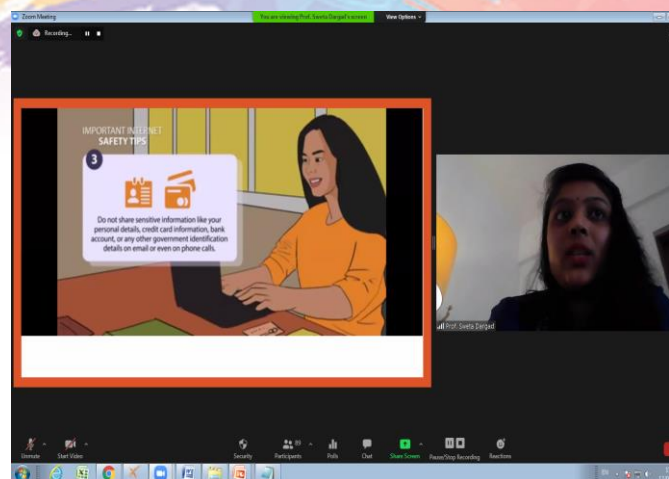 Zoom Meeting
You are viewing Prof. Sweta Dargad's screen
View Options
Recording...
IMPORTANT INTERNET
SAFETY TIPS
3
Do not share sensitive information like your
personal details, credit card information, bank
account, or any other government identification
details on email or even on phone calls.
Prof. Sweta Dargad
Unmute
Start Video
Security
Participants
Polls
Chat
Share Screen
Pause/Stop Recording
Reactions
EN